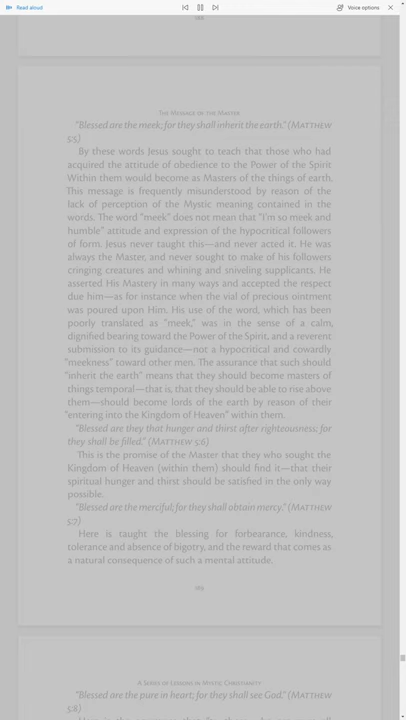 Read aloud
Voice options
THE MESSAGE OF THE MASTER
"Blessed are the meek; for they shall inherit the earth." (MATTHEW
5:5)
By these words Jesus sought to teach that those who had
acquired the attitude of obedience to the Power of the Spirit
Within them would become as Masters of the things of earth.
This message is frequently misunderstood by reason of the
lack of perception of the Mystic meaning contained in the
words. The word "meek" does not mean that "I'm so meek and
humble" attitude and expression of the hypocritical followers
of form. Jesus never taught this—and never acted it. He was
always the Master, and never sought to make of his followers
cringing creatures and whining and sniveling supplicants. He
asserted His Mastery in many ways and accepted the respect
due him—as for instance when the vial of precious ointment
was poured upon Him. His use of the word, which has been
poorly translated as "meek," was in the sense of a calm,
dignified bearing toward the Power of the Spirit, and a reverent
submission to its guidance—not a hypocritical and cowardly
"meekness" toward other men. The assurance that such should
"inherit the earth" means that they should become masters of
things temporal—that is, that they should be able to rise above
them—should become lords of the earth by reason of their
"entering into the Kingdom of Heaven" within them.
"Blessed are they that hunger and thirst after righteousness; for
they shall be filled." (MATTHEW 5:6)
This is the promise of the Master that they who sought the
Kingdom of Heaven (within them) should find it—that their
spiritual hunger and thirst should be satisfied in the only way
possible.
"Blessed are the merciful; for they shall obtain mercy." (MATTHEW
5:7)
Here is taught the blessing for forbearance, kindness,
tolerance and absence of bigotry, and the reward that comes as
a natural consequence of such a mental attitude.
A SERIES OF LESSONS IN MYSTIC CHRISTIANITY
"Blessed are the pure in heart; for they shall see God." (MATTHEW
5:8)